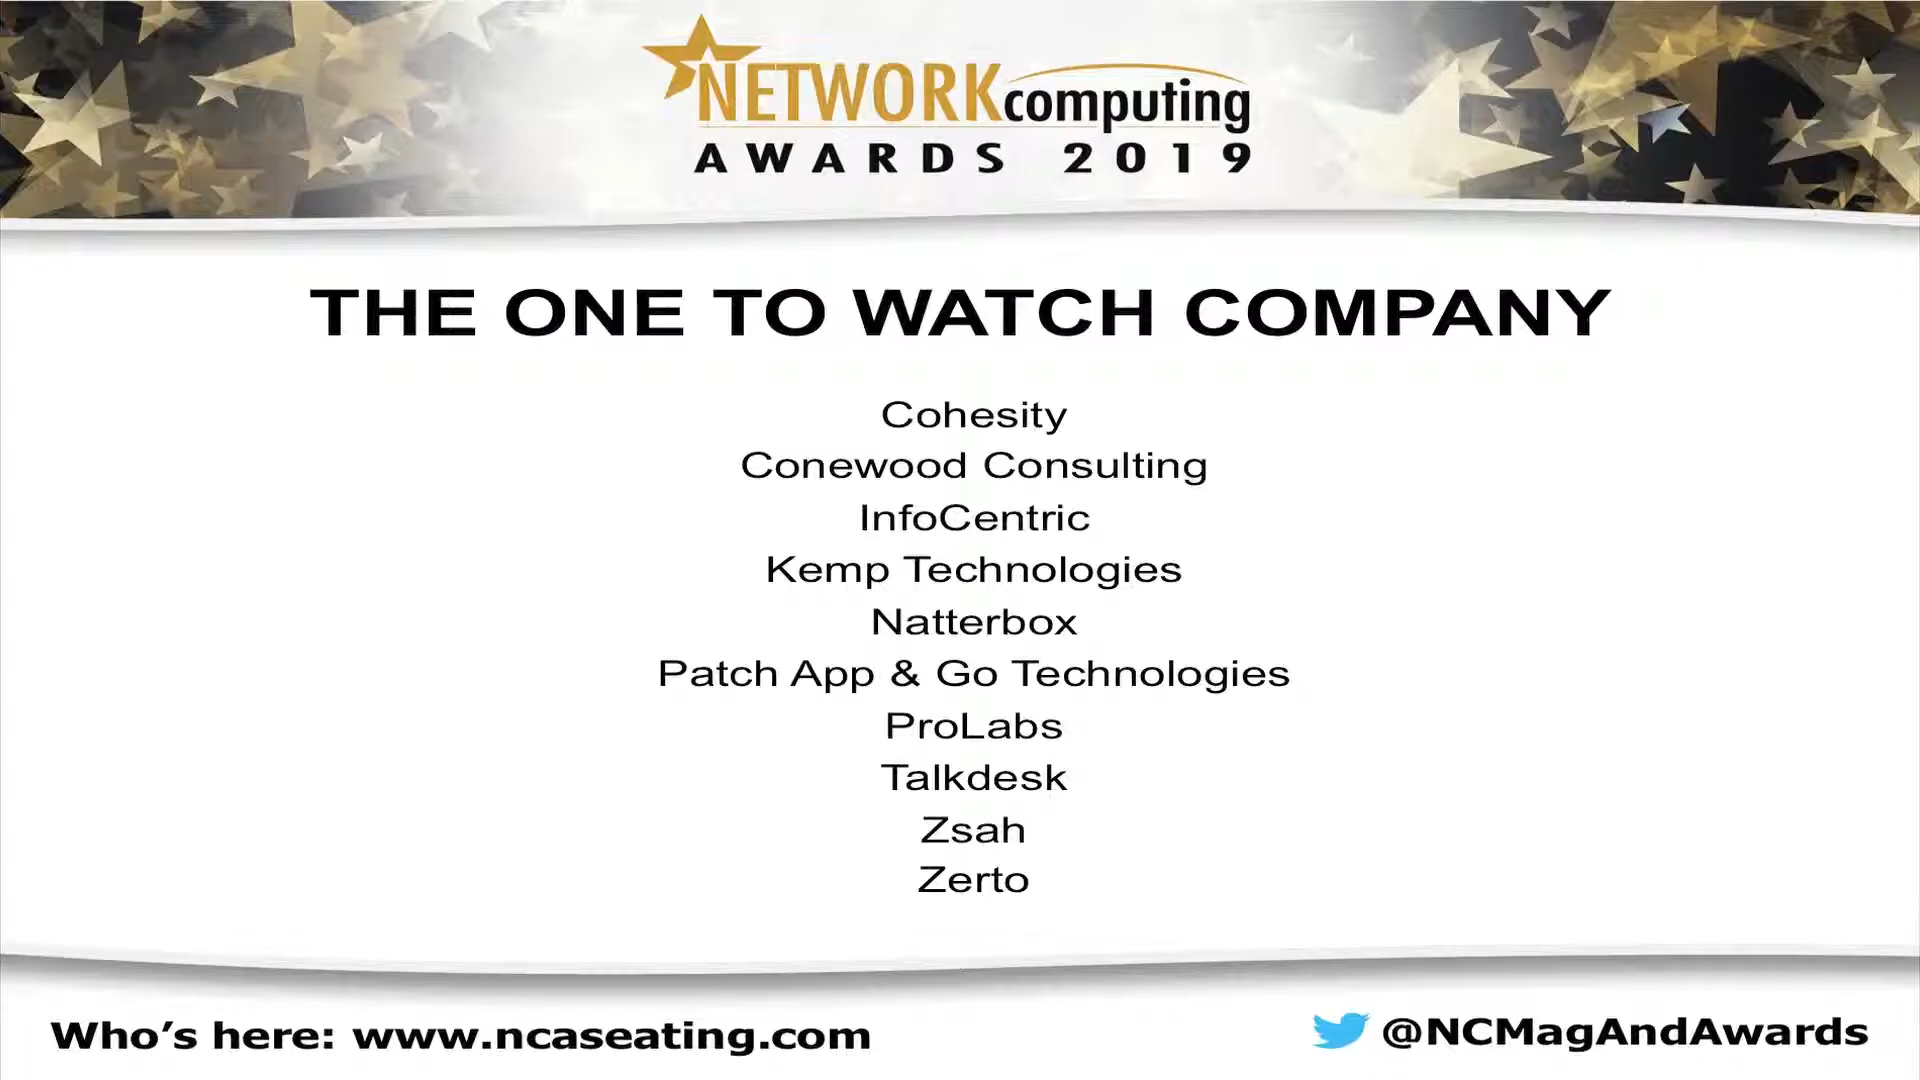 NETWORKcomputing
AWARDS 2019
THE ONE TO WATCH COMPANY
Cohesity
Conewood Consulting
InfoCentric
Kemp Technologies
Natterbox
Patch App & Go Technologies
ProLabs
Talkdesk
Zsah
Zerto
Who’s here: www.ncaseating.com
@NCMagAndAwards